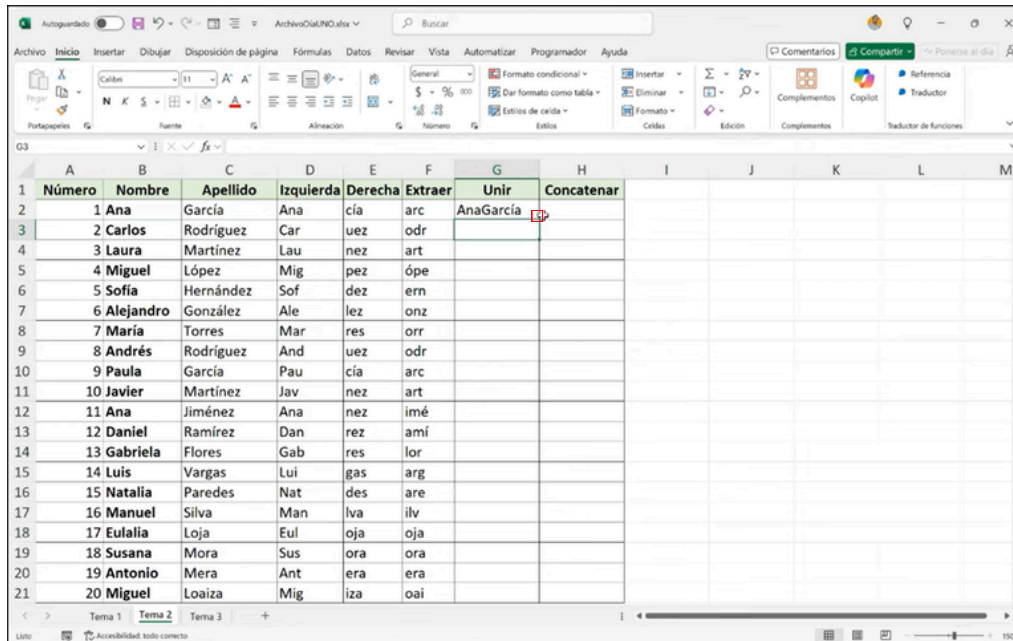 Autoguardado ArchivoDíaUNO.xlsx Buscar
Archivo Inicio Insertar Dibujar Disposición de página Fórmulas Datos Revisar Vista Automatizar Programador Ayuda Comentarios Compartir Ponerse al día
Pegar Calibri 11 A A General Formato condicional Insertar Σ Complementos Copilot Referencia
N K S A $ % 000 Dar formato como tabla Eliminar Traductor
Estilos de celda Formato
Portapapeles Fuente Alineación Número Estilos Celdas Edición Complementos Traductor de funciones
G3 fx
A B C D E F G H I J K L M
1 Número Nombre Apellido Izquierda Derecha Extraer Unir Concatenar
2 1 Ana García Ana cía arc AnaGarcía
3 2 Carlos Rodríguez Car uez odr
4 3 Laura Martínez Lau nez art
5 4 Miguel López Mig pez ópe
6 5 Sofía Hernández Sof dez ern
7 6 Alejandro González Ale lez onz
8 7 María Torres Mar res orr
9 8 Andrés Rodríguez And uez odr
10 9 Paula García Pau cía arc
11 10 Javier Martínez Jav nez art
12 11 Ana Jiménez Ana nez imé
13 12 Daniel Ramírez Dan rez amí
14 13 Gabriela Flores Gab res lor
15 14 Luis Vargas Lui gas arg
16 15 Natalia Paredes Nat des are
17 16 Manuel Silva Man lva ilv
18 17 Eulalia Loja Eul oja oja
19 18 Susana Mora Sus ora ora
20 19 Antonio Mera Ant era era
21 20 Miguel Loaiza Mig iza oai
Tema 1 Tema 2 Tema 3
Listo Accesibilidad: todo correcto